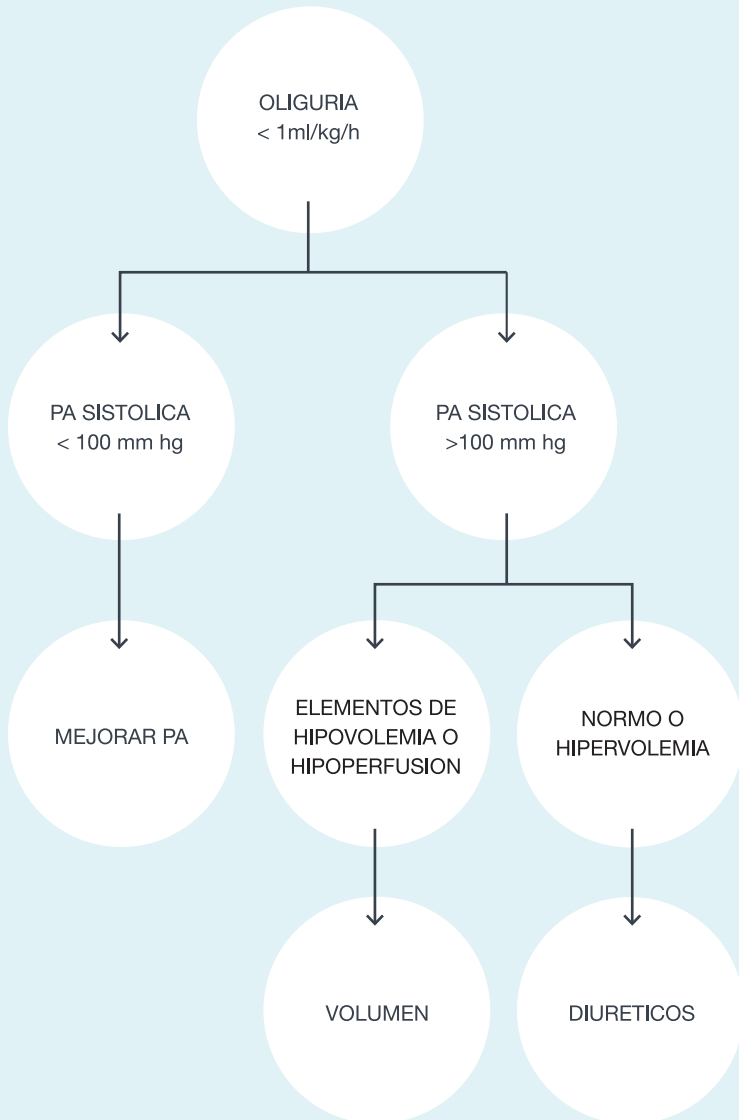 OLIGURIA
< 1ml/kg/h
PA SISTOLICA
< 100 mm hg
PA SISTOLICA
>100 mm hg
MEJORAR PA
ELEMENTOS DE
HIPOVOLEMIA O
HIPOPERFUSION
NORMO O
HIPERVOLEMIA
VOLUMEN
DIURETICOS